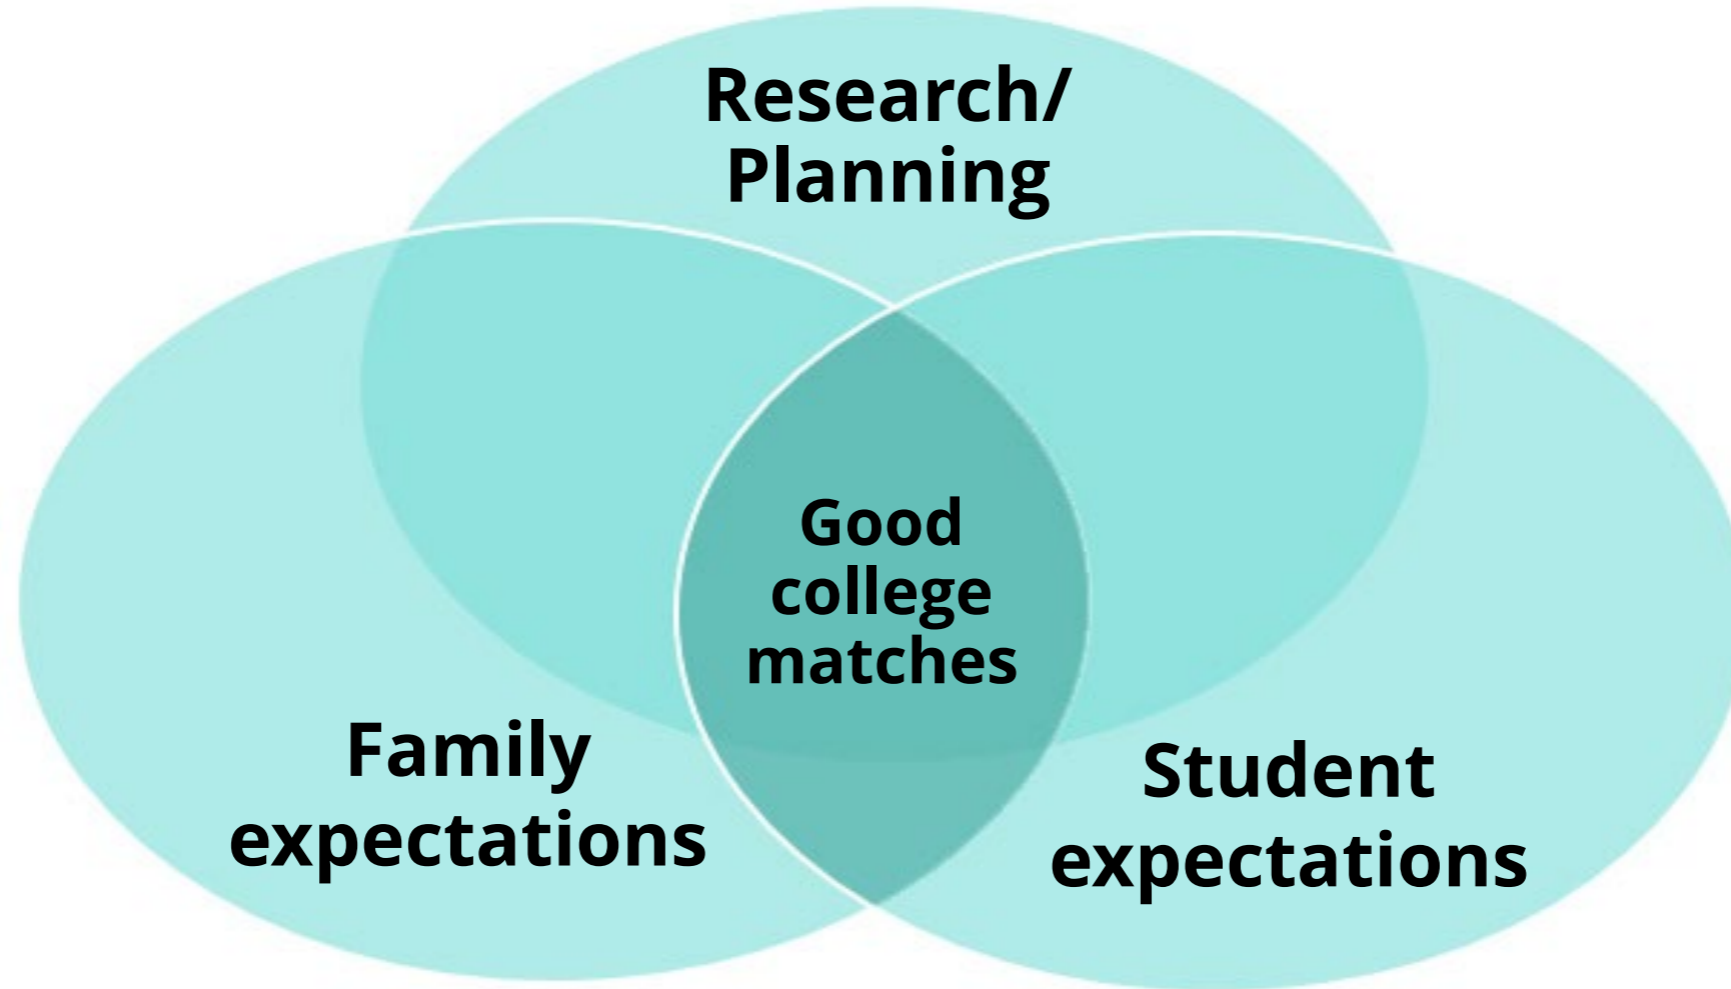 Research/
Planning
Good
college
matches
Family
expectations
Student
expectations